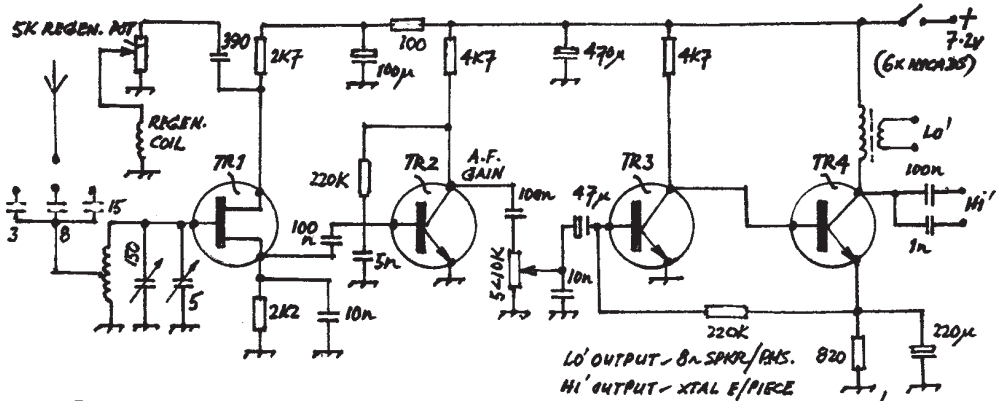 5K REGEN. POT
390
2K7
100
100µ
4K7
470µ
4K7
+
7.2V
(6x NICADS)
REGEN.
COIL
TR1
220K
TR2
A.F.
GAIN
100n
47µ
TR3
TR4
Lo'
100n
Hi'
1n
3
8
15
150
5
100
n
5n
5<10K
10n
2K2
10n
220K
820
220µ
LO' OUTPUT ~ 8Ω SPKR/PHS.
HI' OUTPUT ~ XTAL E/PIECE